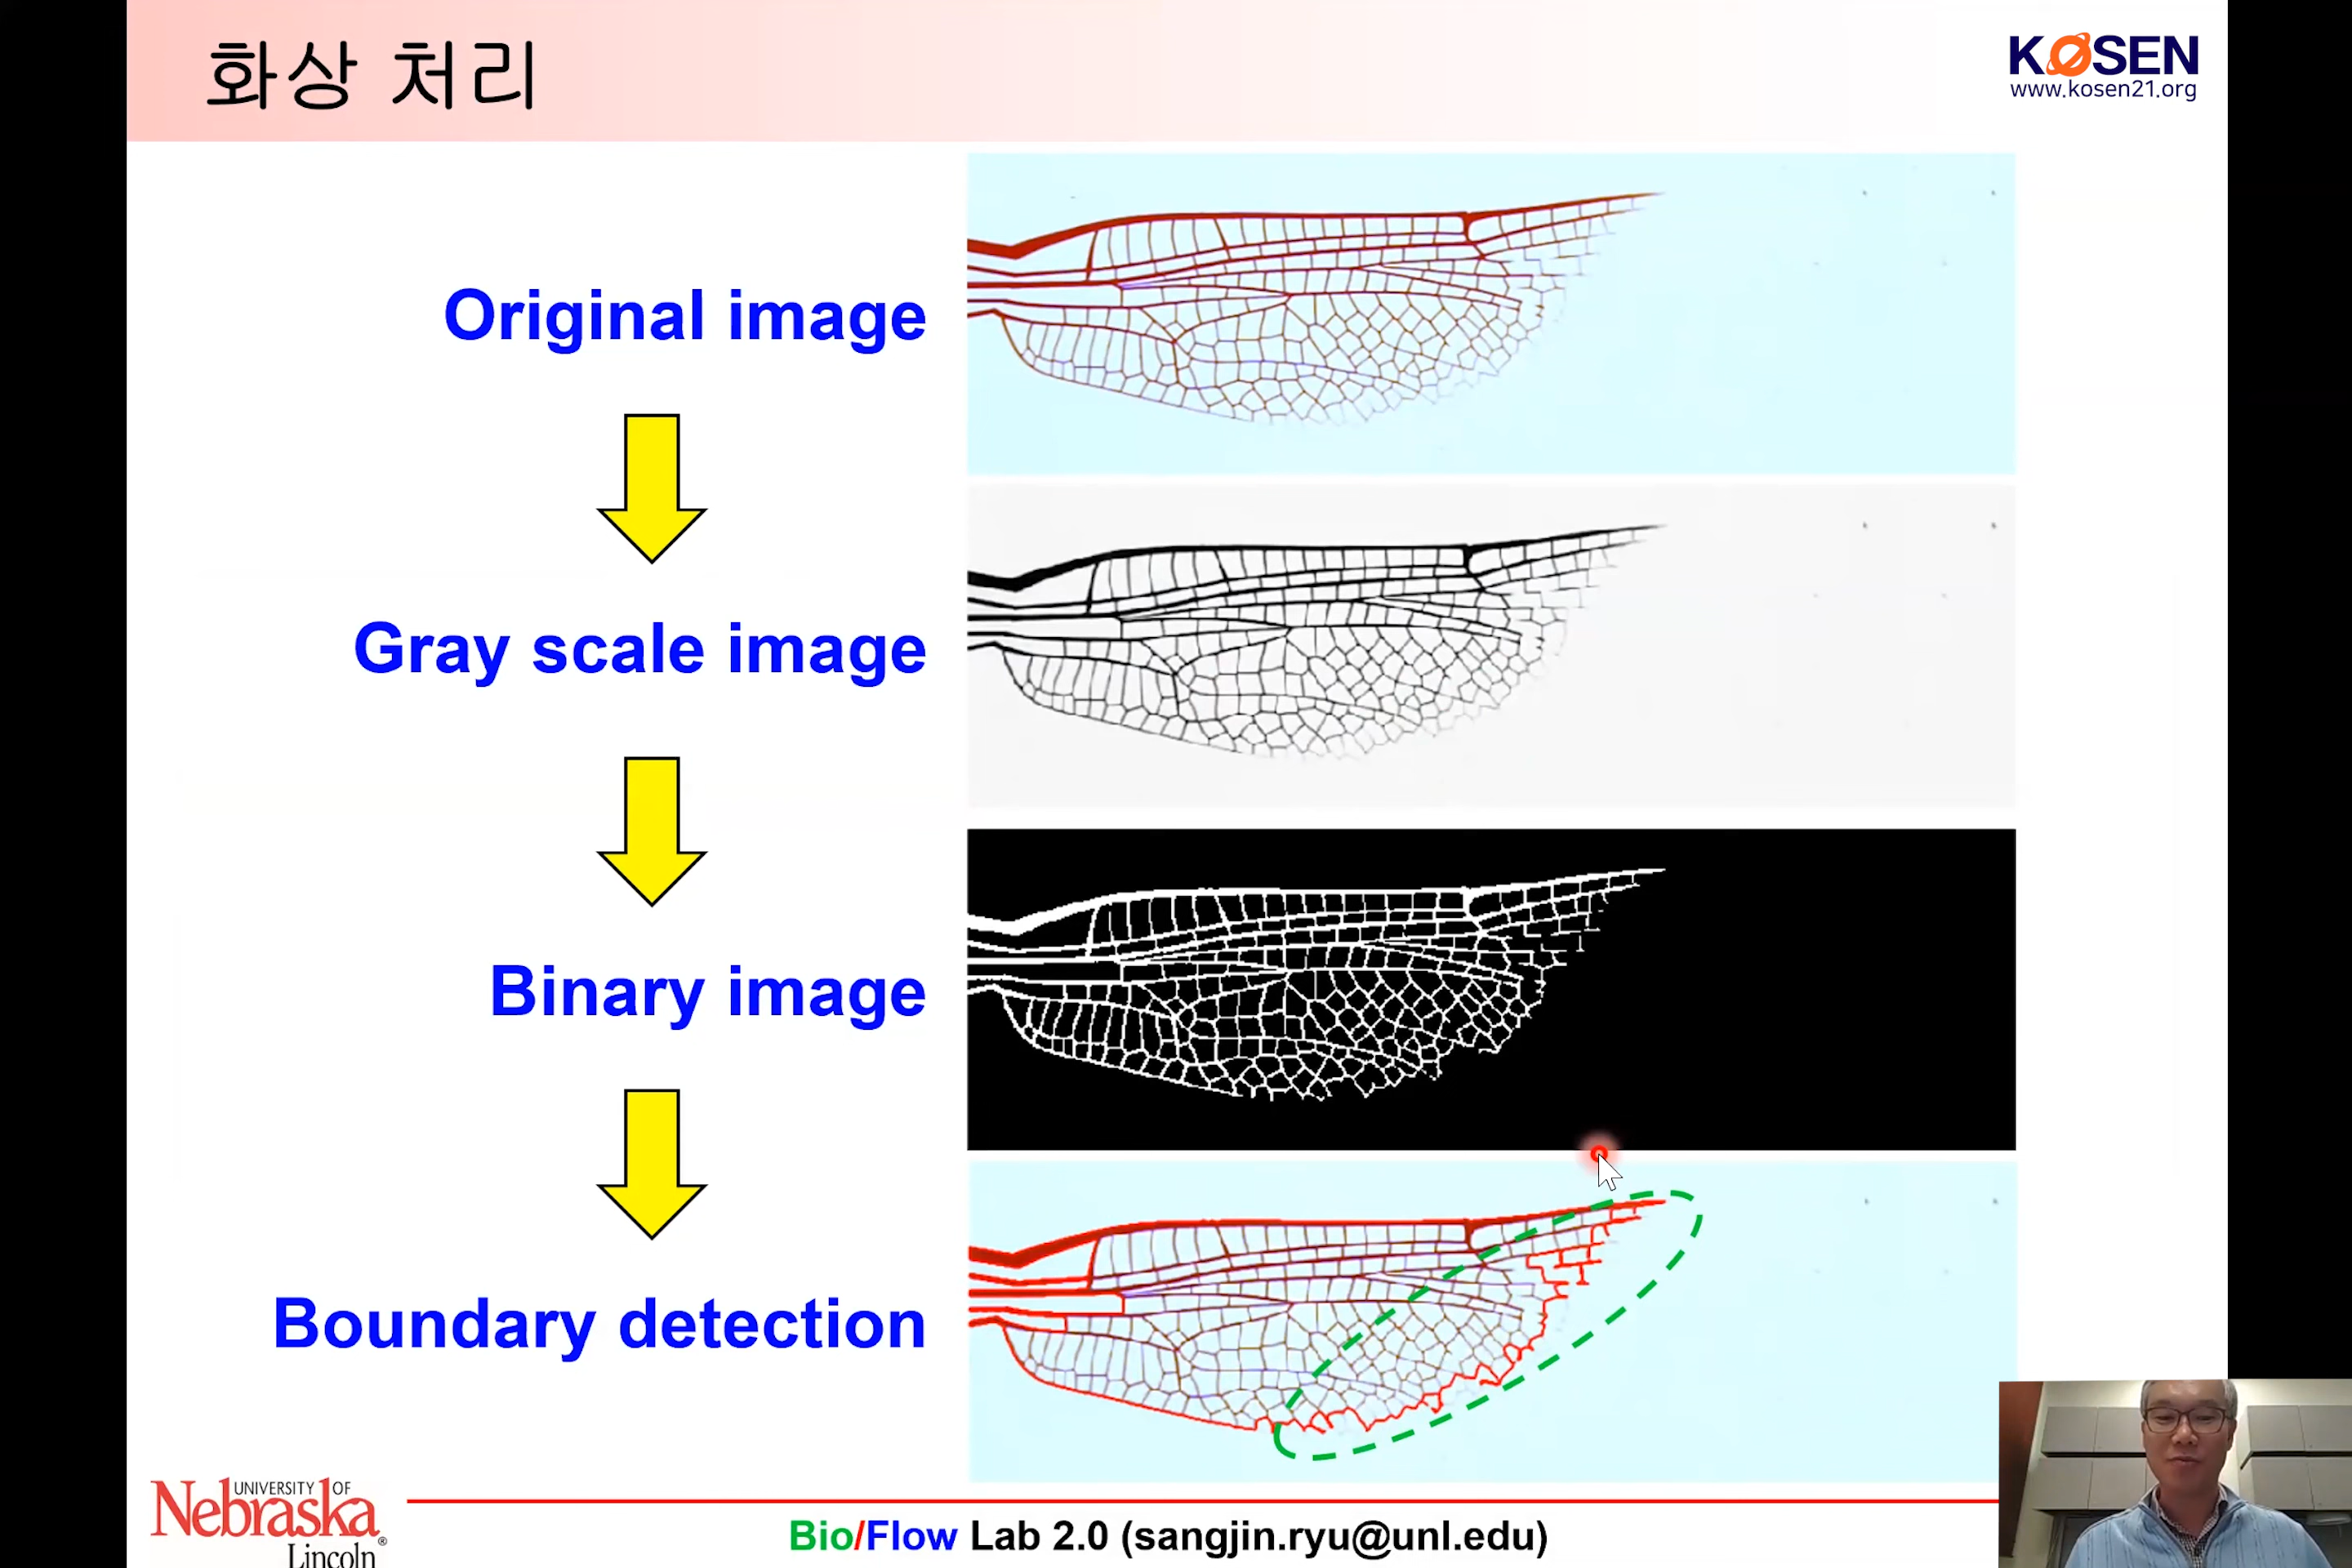 화상 처리
KOSEN
www.kosen21.org
Original image
Gray scale image
Binary image
Boundary detection
UNIVERSITY OF
Nebraska®
Lincoln
Bio/Flow Lab 2.0 (sangjin.ryu@unl.edu)